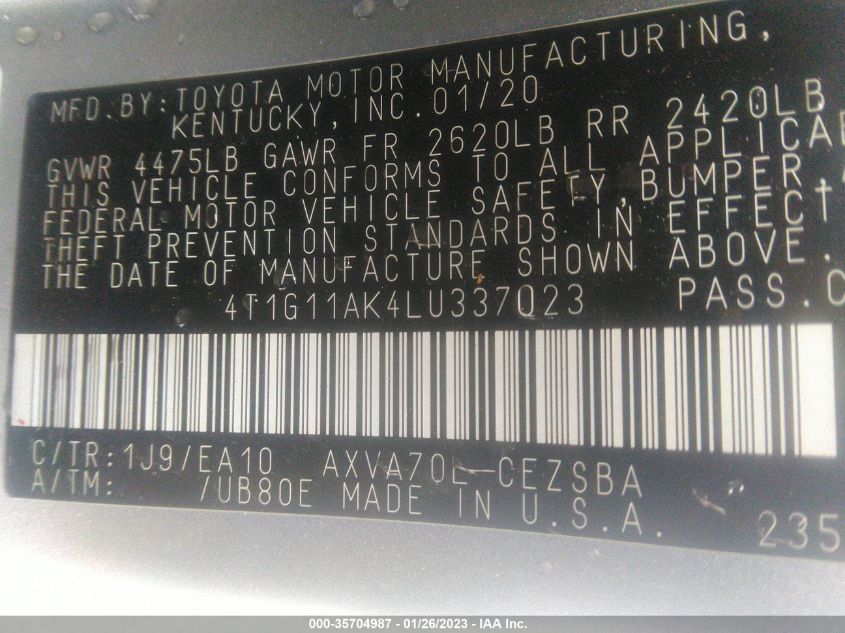 MFD.BY:TOYOTA MOTOR MANUFACTURING,
KENTUCKY,INC.01/20
GVWR 4475LB GAWR FR 2620LB RR 2420LB
THIS VEHICLE CONFORMS TO ALL
FEDERAL MOTOR VEHICLE SAFETY,BUMPER,
THEFT PREVENTION STANDARDS IN EFFECT
THE DATE OF MANUFACTURE SHOWN ABOVE.
4T1G11AK4LU337023 PASS.C
C/TR:1J9/EA10 AXVA70L-CEZSBA
A/TM: /UB80E MADE IN U.S.A.
235
000-35704987 - 01/26/2023 - IAA Inc.